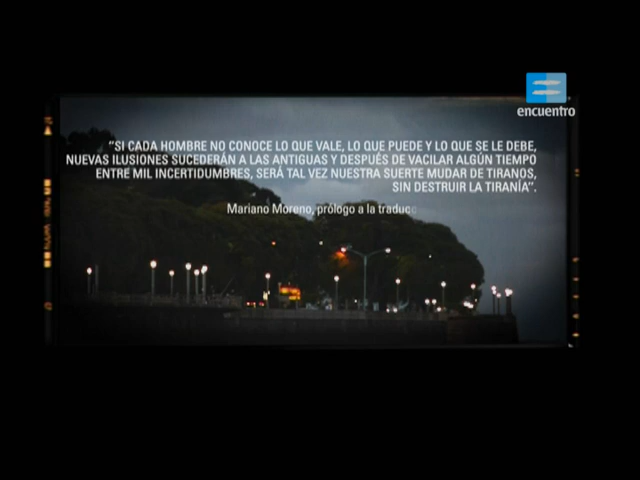 encuentro
"SI CADA HOMBRE NO CONOCE LO QUE VALE, LO QUE PUEDE Y LO QUE SE LE DEBE,
NUEVAS ILUSIONES SUCEDERÁN A LAS ANTIGUAS Y DESPUÉS DE VACILAR ALGÚN TIEMPO
ENTRE MIL INCERTIDUMBRES, SERÁ TAL VEZ NUESTRA SUERTE MUDAR DE TIRANOS,
SIN DESTRUIR LA TIRANÍA".
Mariano Moreno, prólogo a la traducc